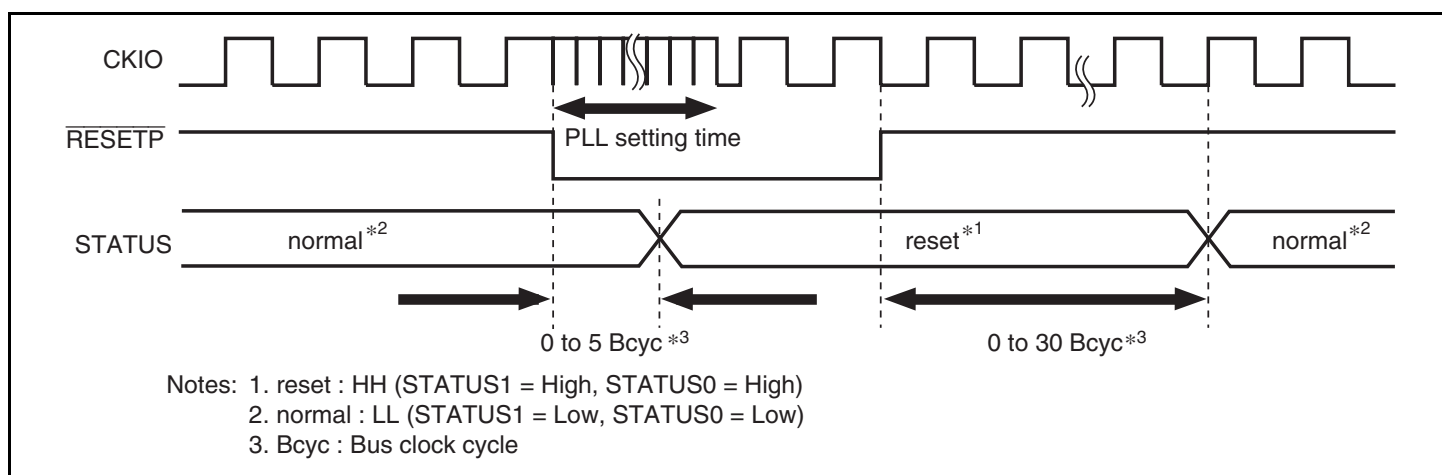 CKIO
RESETP
PLL setting time
STATUS
normal*2
reset*1
normal*2
0 to 5 Bcyc*3
0 to 30 Bcyc*3
Notes: 1. reset : HH (STATUS1 = High, STATUS0 = High)
2. normal : LL (STATUS1 = Low, STATUS0 = Low)
3. Bcyc : Bus clock cycle